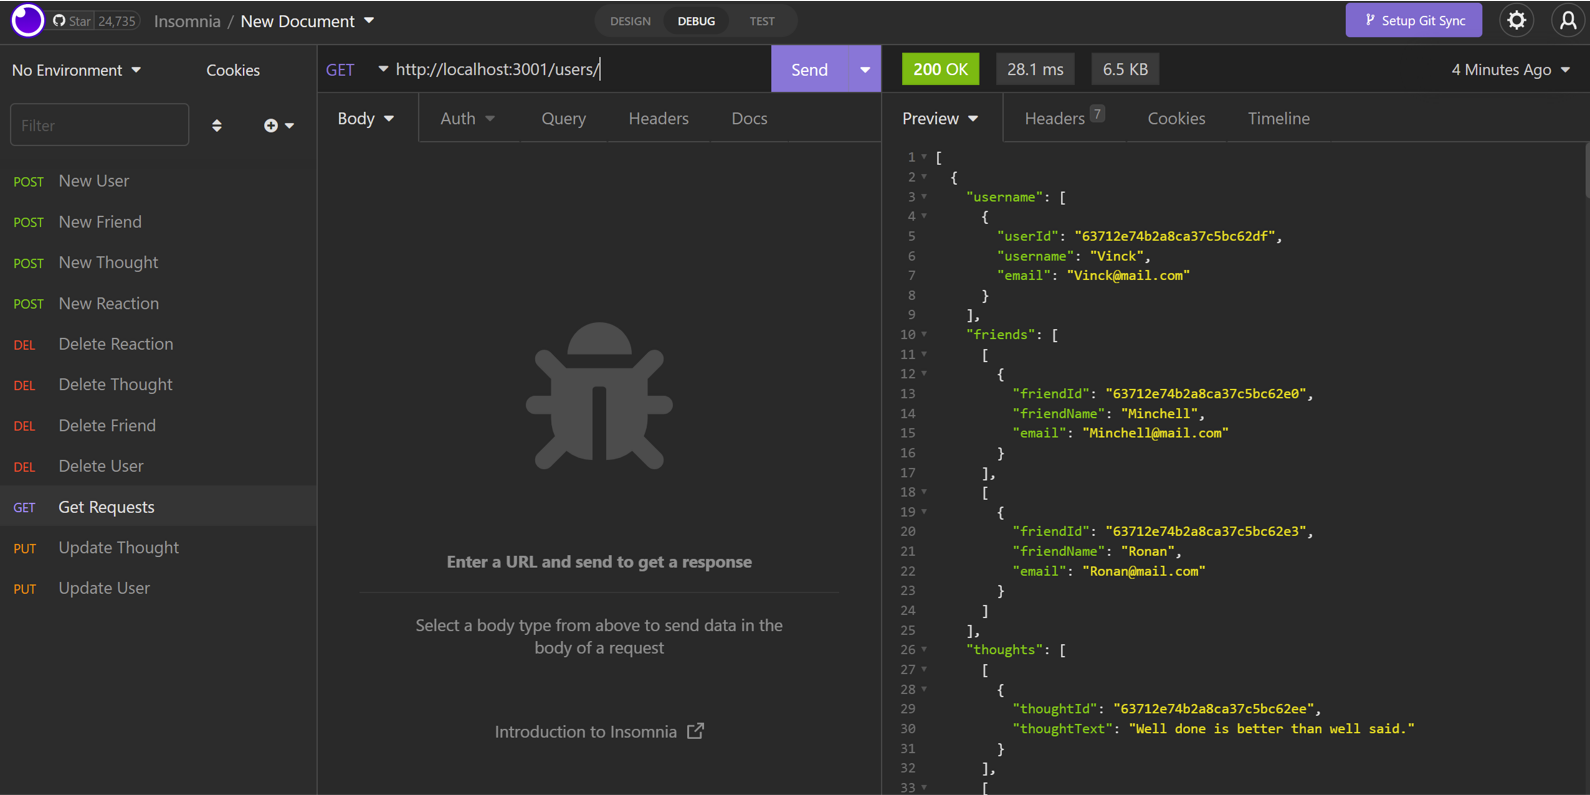 Star 24,735 Insomnia / New Document DESIGN DEBUG TEST Setup Git Sync
No Environment Cookies
Filter
POST New User
POST New Friend
POST New Thought
POST New Reaction
DEL Delete Reaction
DEL Delete Thought
DEL Delete Friend
DEL Delete User
GET Get Requests
PUT Update Thought
PUT Update User
GET http://localhost:3001/users/ Send
Body Auth Query Headers Docs
Enter a URL and send to get a response
Select a body type from above to send data in the
body of a request
Introduction to Insomnia
200 OK 28.1 ms 6.5 KB 4 Minutes Ago
Preview Headers 7 Cookies Timeline
1 [
2 {
3 "username": [
4 {
5 "userId": "63712e74b2a8ca37c5bc62df",
6 "username": "Vinck",
7 "email": "Vinck@mail.com"
8 }
9 ],
10 "friends": [
11 [
12 {
13 "friendId": "63712e74b2a8ca37c5bc62e0",
14 "friendName": "Minchell",
15 "email": "Minchell@mail.com"
16 }
17 ],
18 [
19 {
20 "friendId": "63712e74b2a8ca37c5bc62e3",
21 "friendName": "Ronan",
22 "email": "Ronan@mail.com"
23 }
24 ]
25 ],
26 "thoughts": [
27 [
28 {
29 "thoughtId": "63712e74b2a8ca37c5bc62ee",
30 "thoughtText": "Well done is better than well said."
31 }
32 ],
33 [